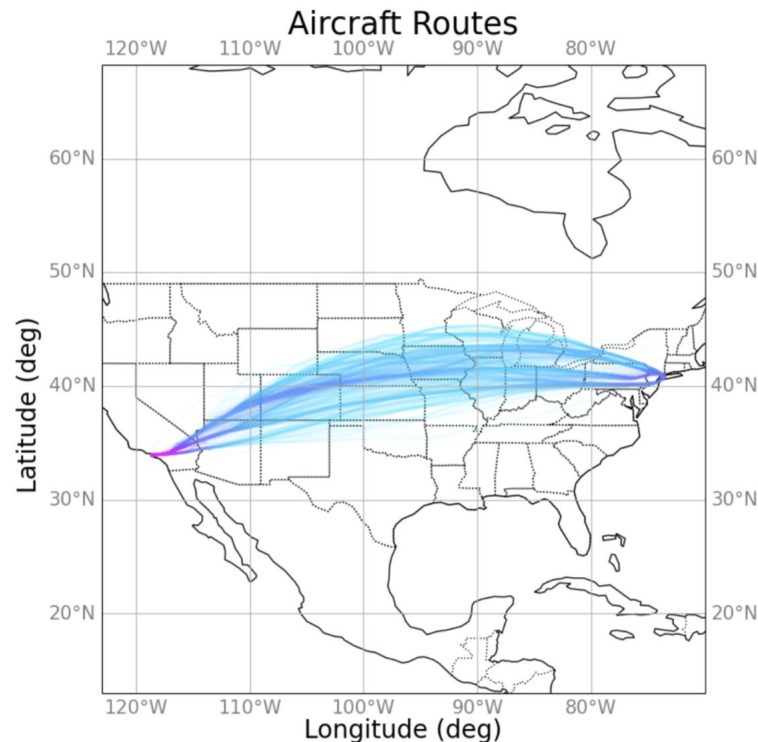 Aircraft Routes
120°W 110°W 100°W 90°W 80°W
60°N 60°N
50°N 50°N
40°N 40°N
30°N 30°N
20°N 20°N
Latitude (deg)
120°W 110°W 100°W 90°W 80°W
Longitude (deg)